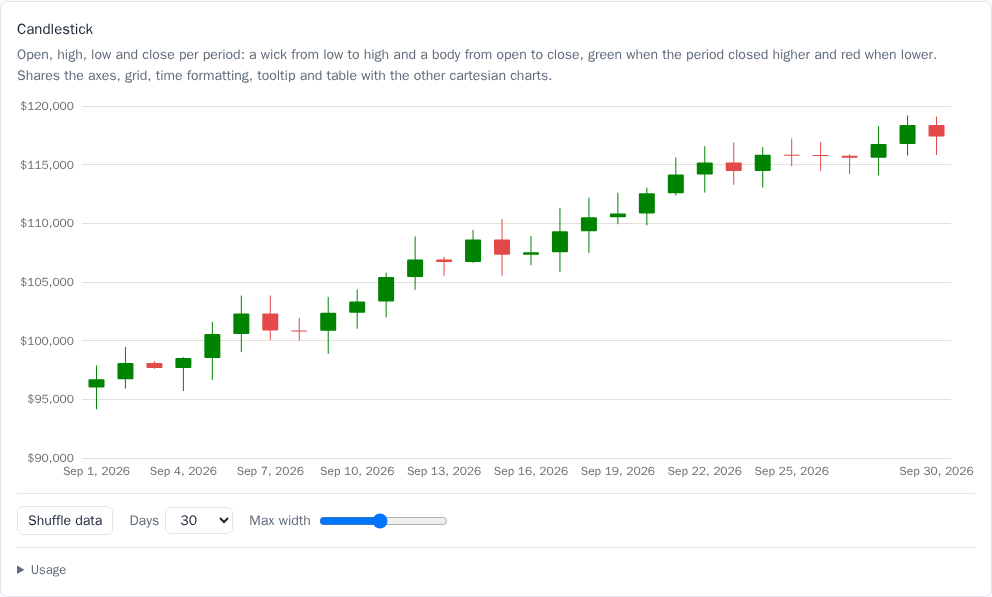 Candlestick
Open, high, low and close per period: a wick from low to high and a body from open to close, green when the period closed higher and red when lower.
Shares the axes, grid, time formatting, tooltip and table with the other cartesian charts.
$120,000
$115,000
$110,000
$105,000
$100,000
$95,000
$90,000
Sep 1, 2026 Sep 4, 2026 Sep 7, 2026 Sep 10, 2026 Sep 13, 2026 Sep 16, 2026 Sep 19, 2026 Sep 22, 2026 Sep 25, 2026 Sep 30, 2026
Shuffle data Days 30 Max width
Usage